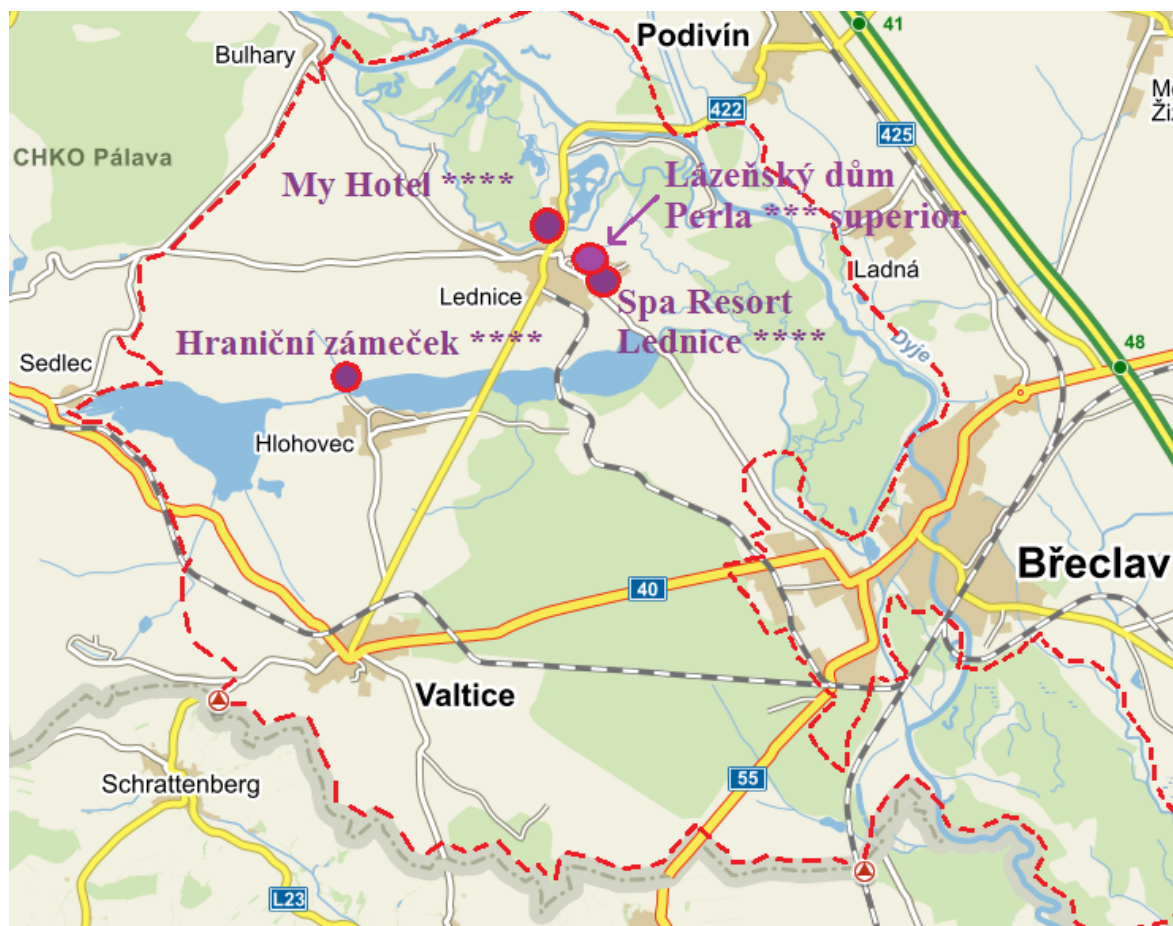 41
Podivín
Bulhary
Mo
Ži
422
425
CHKO Pálava
My Hotel ****
Lázeňský dům
Perla *** superior
Ladná
Lednice
Spa Resort
Lednice ****
Hraniční zámeček ****
Dyje
48
Sedlec
Hlohovec
Břeclav
40
Valtice
55
Schrattenberg
L23